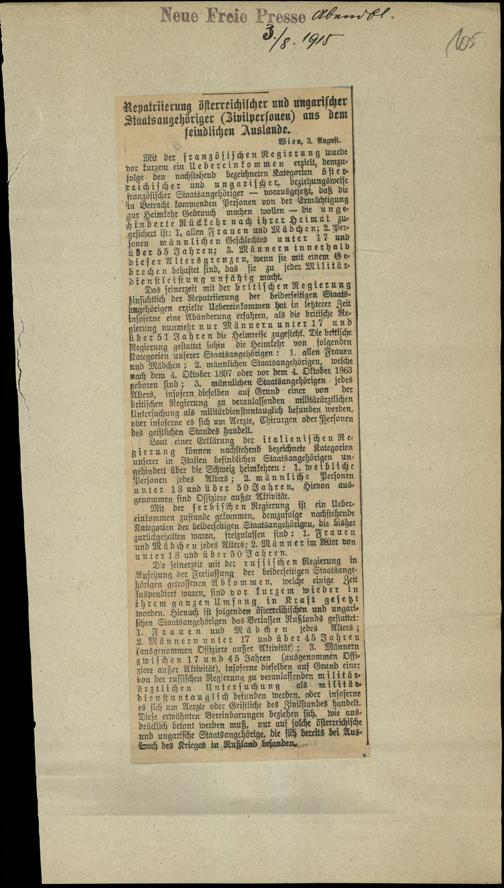 Neue Freie Presse Abendbl.
3./8. 1915
105
Repatriierung österreichischer und ungarischer
Staatsangehöriger (Zivilpersonen) aus dem
feindlichen Auslande.
Wien, 3. August.
Mit der französischen Regierung wurde
vor kurzem ein Uebereinkommen erzielt, demzu-
folge den nachstehend bezeichneten Kategorien öster-
reichischer und ungarischer, beziehungsweise
französischer Staatsangehöriger — vorausgesetzt, daß die
in Betracht kommenden Personen von der Ermächtigung
zur Heimkehr Gebrauch machen wollen — die unge-
hinderte Rückkehr nach ihrer Heimat zu-
gesichert ist: 1. allen Frauen und Mädchen; 2. Per-
sonen männlichen Geschlechtes unter 17 und
über 55 Jahren; 3. Männern innerhalb
dieser Altersgrenzen, wenn sie mit einem Ge-
brechen behaftet sind, das sie zu jeder Militär-
dienstleistung unfähig macht.
Das seinerzeit mit der britischen Regierung
hinsichtlich der Repatriierung der beiderseitigen Staats-
angehörigen erzielte Uebereinkommen hat in letzterer Zeit
insoferne eine Abänderung erfahren, als die britische Re-
gierung nunmehr nur Männern unter 17 und
über 51 Jahren die Heimreise zugesteht. Die britische
Regierung gestattet sohin die Heimkehr von folgenden
Kategorien unserer Staatsangehörigen: 1. allen Frauen
und Mädchen; 2. männlichen Staatsangehörigen, welche
nach dem 4. Oktober 1897 oder vor dem 4. Oktober 1863
geboren sind; 3. männlichen Staatsangehörigen jedes
Alters, insofern dieselben auf Grund einer von der
britischen Regierung zu veranlassenden militärärztlichen
Untersuchung als militärdienstuntauglich befunden werden,
oder insoferne es sich um Aerzte, Chirurgen oder Personen
des geistlichen Standes handelt.
Laut einer Erklärung der italienischen Re-
gierung können nachstehend bezeichnete Kategorien
unserer in Italien befindlichen Staatsangehörigen un-
gehindert über die Schweiz heimkehren: 1. weibliche
Personen jedes Alters; 2. männliche Personen
unter 18 und über 50 Jahren. Hievon aus-
genommen sind Offiziere außer Aktivität.
Mit der serbischen Regierung ist ein Ueber-
einkommen zustande gekommen, demzufolge nachstehende
Kategorien der beiderseitigen Staatsangehörigen, die bisher
zurückgehalten waren, freizulassen sind: 1. Frauen
und Mädchen jedes Alters; 2. Männer im Alter von
unter 18 und über 50 Jahren.
Die seinerzeit mit der russischen Regierung in
Ansehung der Freilassung der beiderseitigen Staatsange-
hörigen getroffenen Abkommen, welche einige Zeit
suspendiert waren, sind vor kurzem wieder in
ihrem ganzen Umfang in Kraft gesetzt
worden. Hienach ist folgenden österreichischen und ungari-
schen Staatsangehörigen das Verlassen Rußlands gestattet:
1. Frauen und Mädchen jedes Alters;
2. Männern unter 17 und über 45 Jahren
(ausgenommen Offiziere außer Aktivität); 3. Männern
zwischen 17 und 45 Jahren (ausgenommen Offi-
ziere außer Aktivität), insoferne dieselben auf Grund einer
von der russischen Regierung zu veranlassenden militär-
ärztlichen Untersuchung als militär-
dienstuntauglich befunden werden, oder insoferne
es sich um Aerzte oder Geistliche des Zivilstandes handelt.
Diese erwähnten Vereinbarungen beziehen sich, wie aus-
drücklich betont werden muß, nur auf solche österreichische
und ungarische Staatsangehörige, die sich bereits bei Aus-
bruch des Krieges in Rußland befanden.